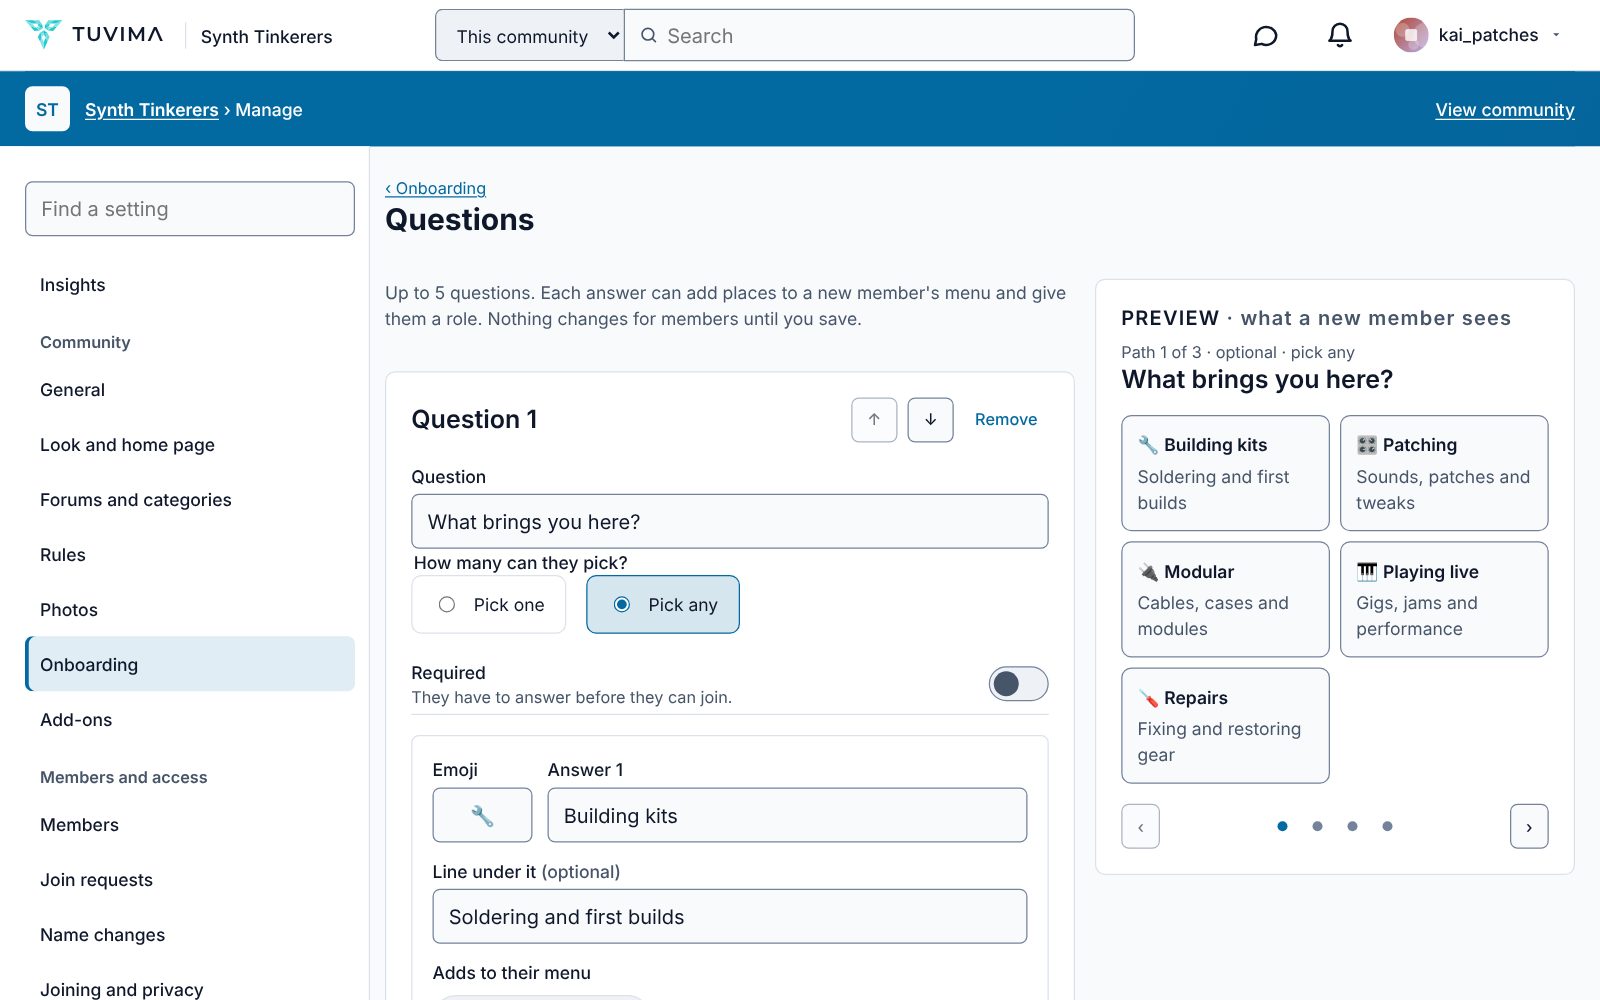 TUVIMA
Synth Tinkerers
This community
Search
kai_patches
ST
Synth Tinkerers › Manage
View community
Find a setting
Insights
Community
General
Look and home page
Forums and categories
Rules
Photos
Onboarding
Add-ons
Members and access
Members
Join requests
Name changes
Joining and privacy
‹ Onboarding
Questions
Up to 5 questions. Each answer can add places to a new member's menu and give
them a role. Nothing changes for members until you save.
Question 1
↑
↓
Remove
Question
What brings you here?
How many can they pick?
Pick one
Pick any
Required
They have to answer before they can join.
Emoji
Answer 1
🔧
Building kits
Line under it (optional)
Soldering and first builds
Adds to their menu
PREVIEW · what a new member sees
Path 1 of 3 · optional · pick any
What brings you here?
🔧 Building kits
Soldering and first
builds
🎛️ Patching
Sounds, patches and
tweaks
🔌 Modular
Cables, cases and
modules
🎹 Playing live
Gigs, jams and
performance
🪛 Repairs
Fixing and restoring
gear
‹
›